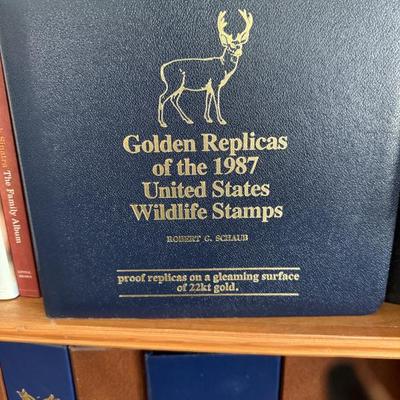 Golden Replicas
of the 1987
United States
Wildlife Stamps
ROBERT G. SCHAUB
proof replicas on a gleaming surface
of 22kt gold.
Sinatra The Family Album